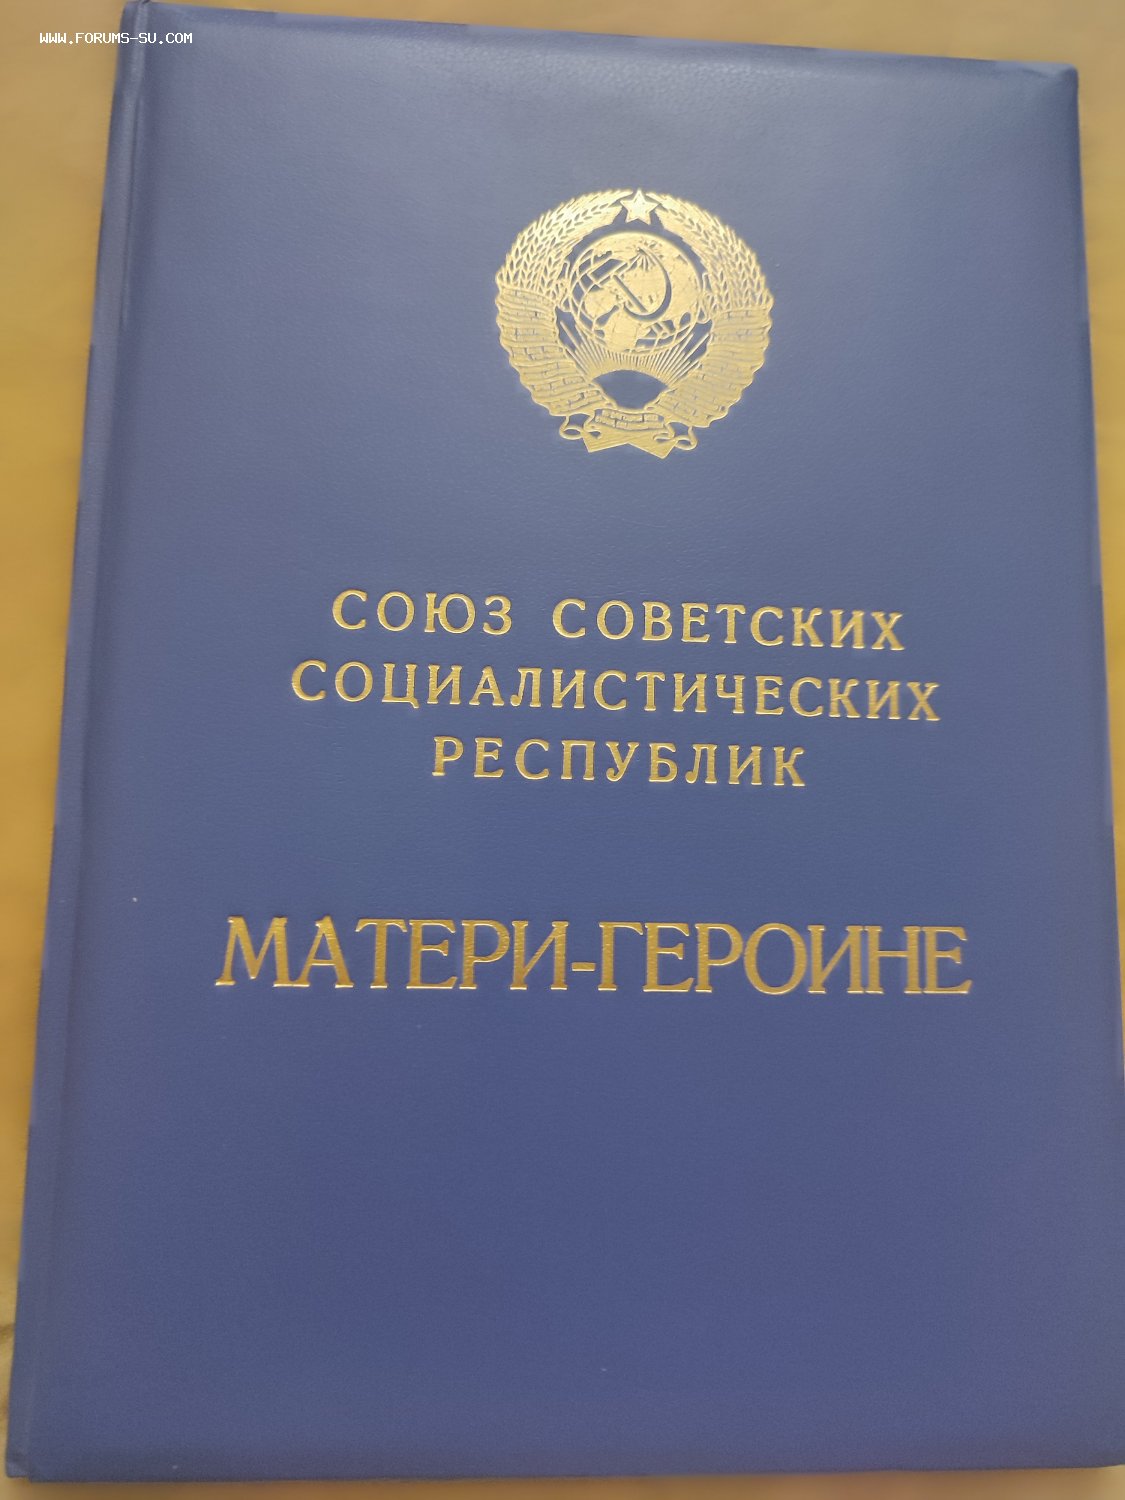 WWW.FORUMS-SU.COM
СОЮЗ СОВЕТСКИХ
СОЦИАЛИСТИЧЕСКИХ
РЕСПУБЛИК
МАТЕРИ-ГЕРОИНЕ